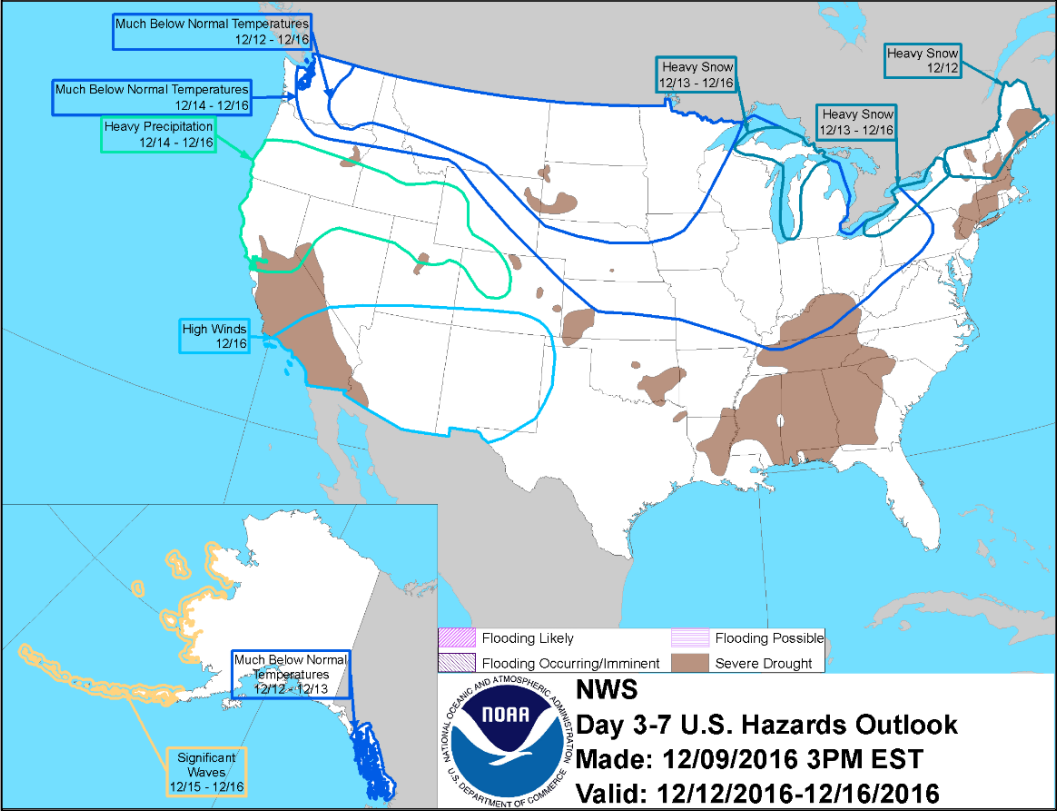 Much Below Normal Temperatures
12/12 - 12/16
Much Below Normal Temperatures
12/14 - 12/16
Heavy Precipitation
12/14 - 12/16
Heavy Snow
12/13 - 12/16
Heavy Snow
12/12
Heavy Snow
12/13 - 12/16
High Winds
12/16
Much Below Normal
Temperatures
12/12 - 12/13
Significant
Waves
12/15 - 12/16
Flooding Likely
Flooding Possible
Flooding Occurring/Imminent
Severe Drought
NATIONAL OCEANIC AND ATMOSPHERIC ADMINISTRATION
NOAA
U.S. DEPARTMENT OF COMMERCE
NWS
Day 3-7 U.S. Hazards Outlook
Made: 12/09/2016 3PM EST
Valid: 12/12/2016-12/16/2016